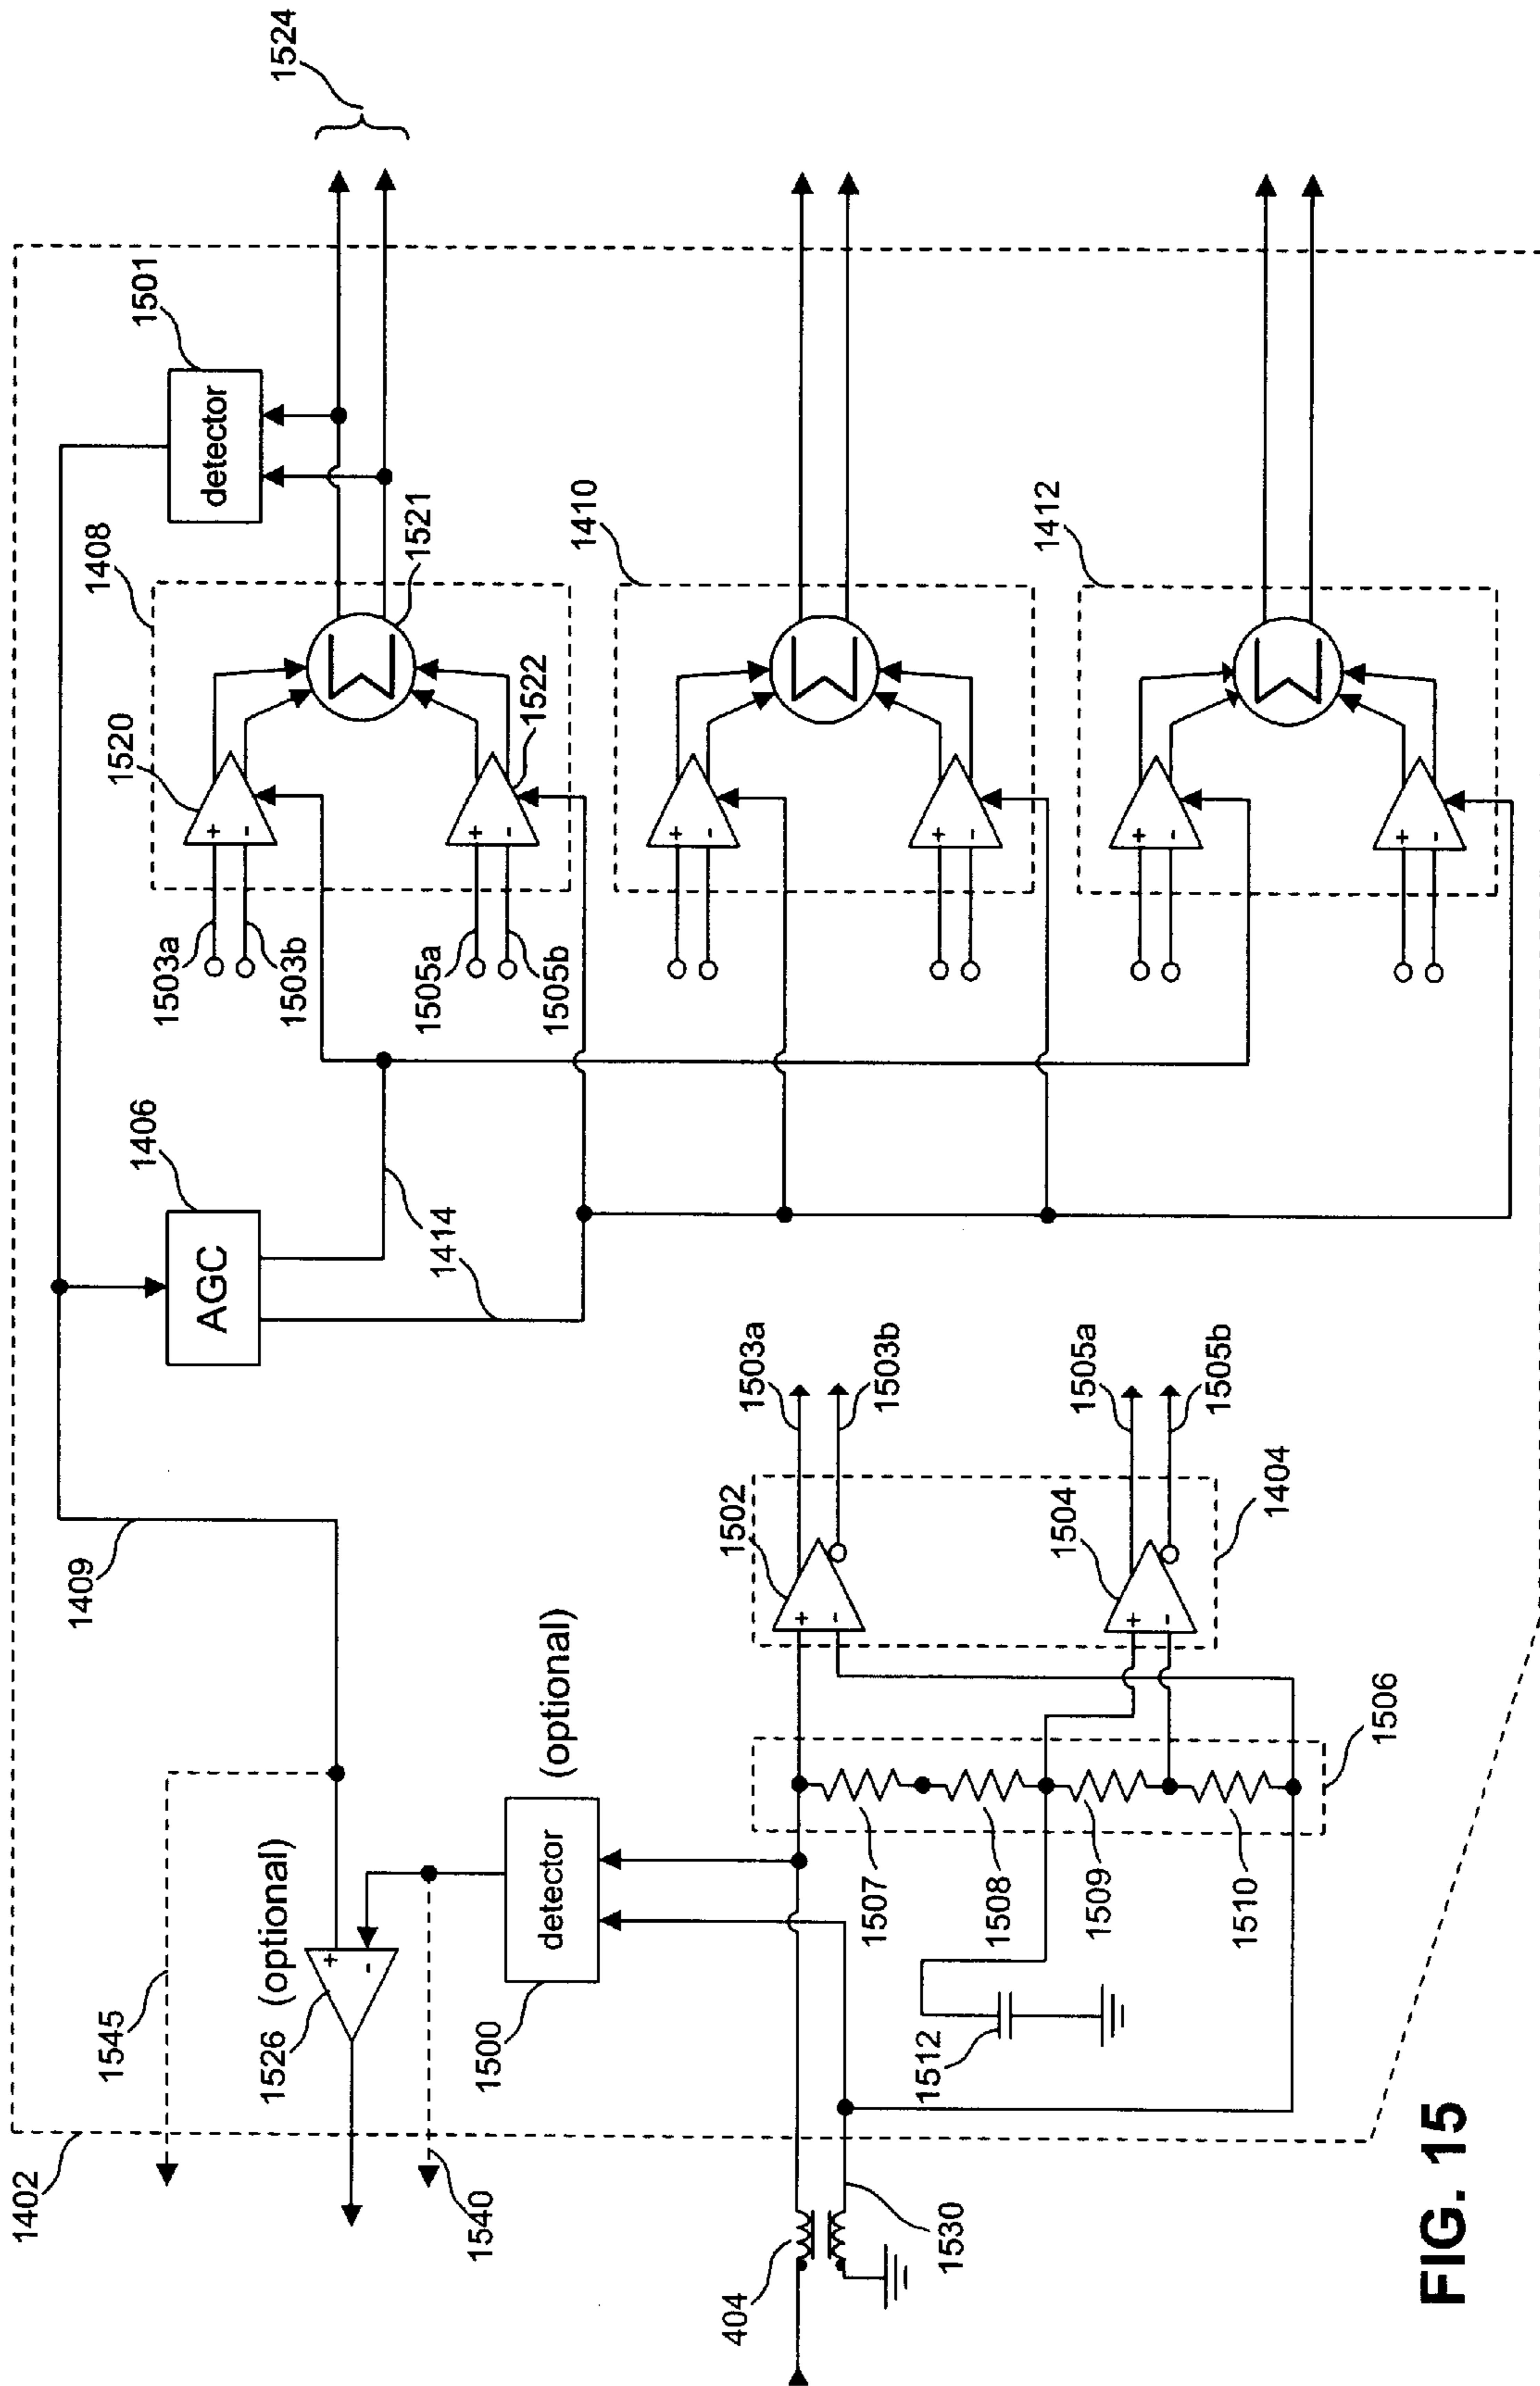 1402
1545
1526
(optional)
1540
1500
detector
(optional)
404
1530
1512
1507
1508
1509
1510
1506
1409
1502
+
-
1503a
1503b
1504
+
-
1505a
1505b
1404
+
-
AGC
1406
1414
1414
1503a
1503b
1505a
1505b
1520
+
-
1522
+
-
1408
Σ
1521
detector
1501
1524
1410
+
-
+
-
Σ
1412
+
-
+
-
Σ
FIG. 15